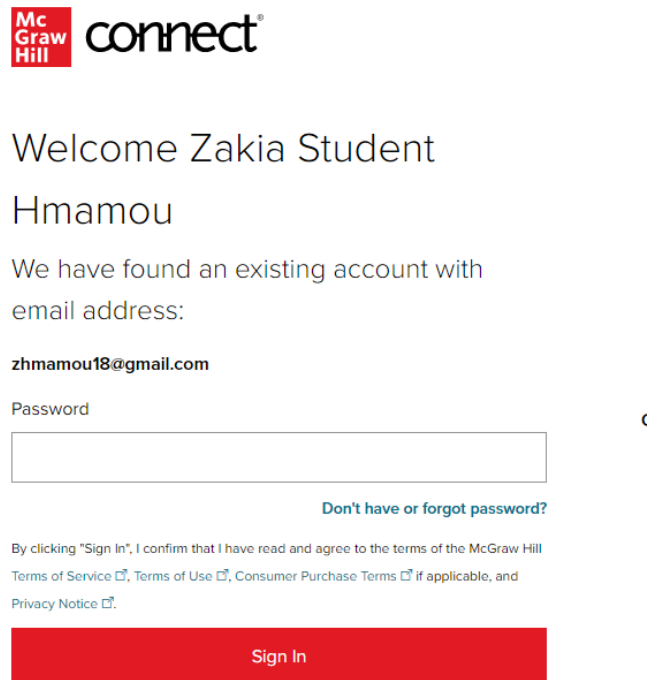 Mc
Graw
Hill
connect®
Welcome Zakia Student
Hmamou
We have found an existing account with
email address:
zhmamou18@gmail.com
Password
Don't have or forgot password?
By clicking "Sign In", I confirm that I have read and agree to the terms of the McGraw Hill
Terms of Service, Terms of Use, Consumer Purchase Terms if applicable, and
Privacy Notice.
Sign In